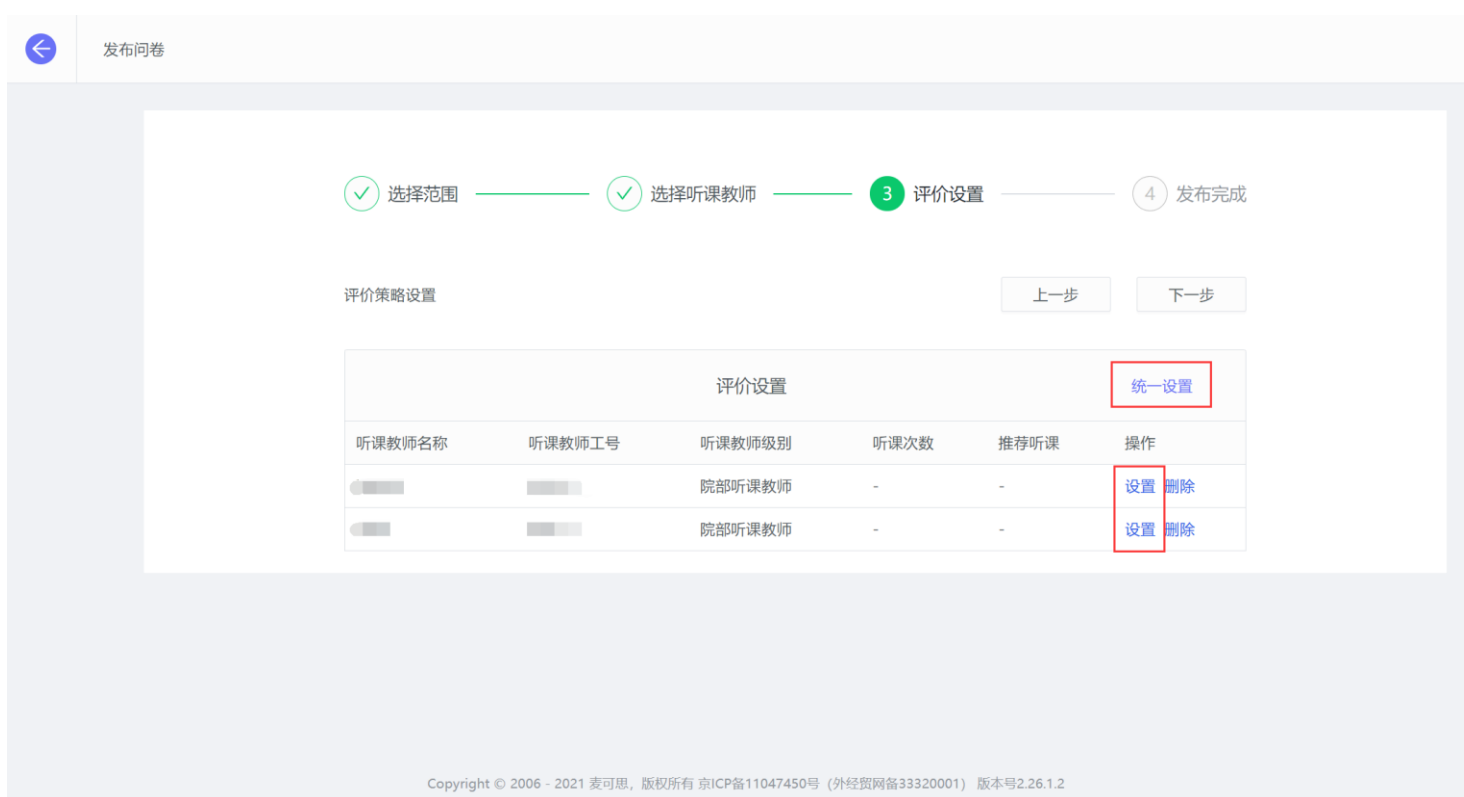 发布问卷
选择范围 选择听课教师 3 评价设置 4 发布完成
评价策略设置 上一步 下一步
评价设置 统一设置
听课教师名称 听课教师工号 听课教师级别 听课次数 推荐听课 操作
院部听课教师 - - 设置 删除
院部听课教师 - - 设置 删除
Copyright © 2006 - 2021 麦可思，版权所有 京ICP备11047450号（外经贸网备33320001） 版本号2.26.1.2